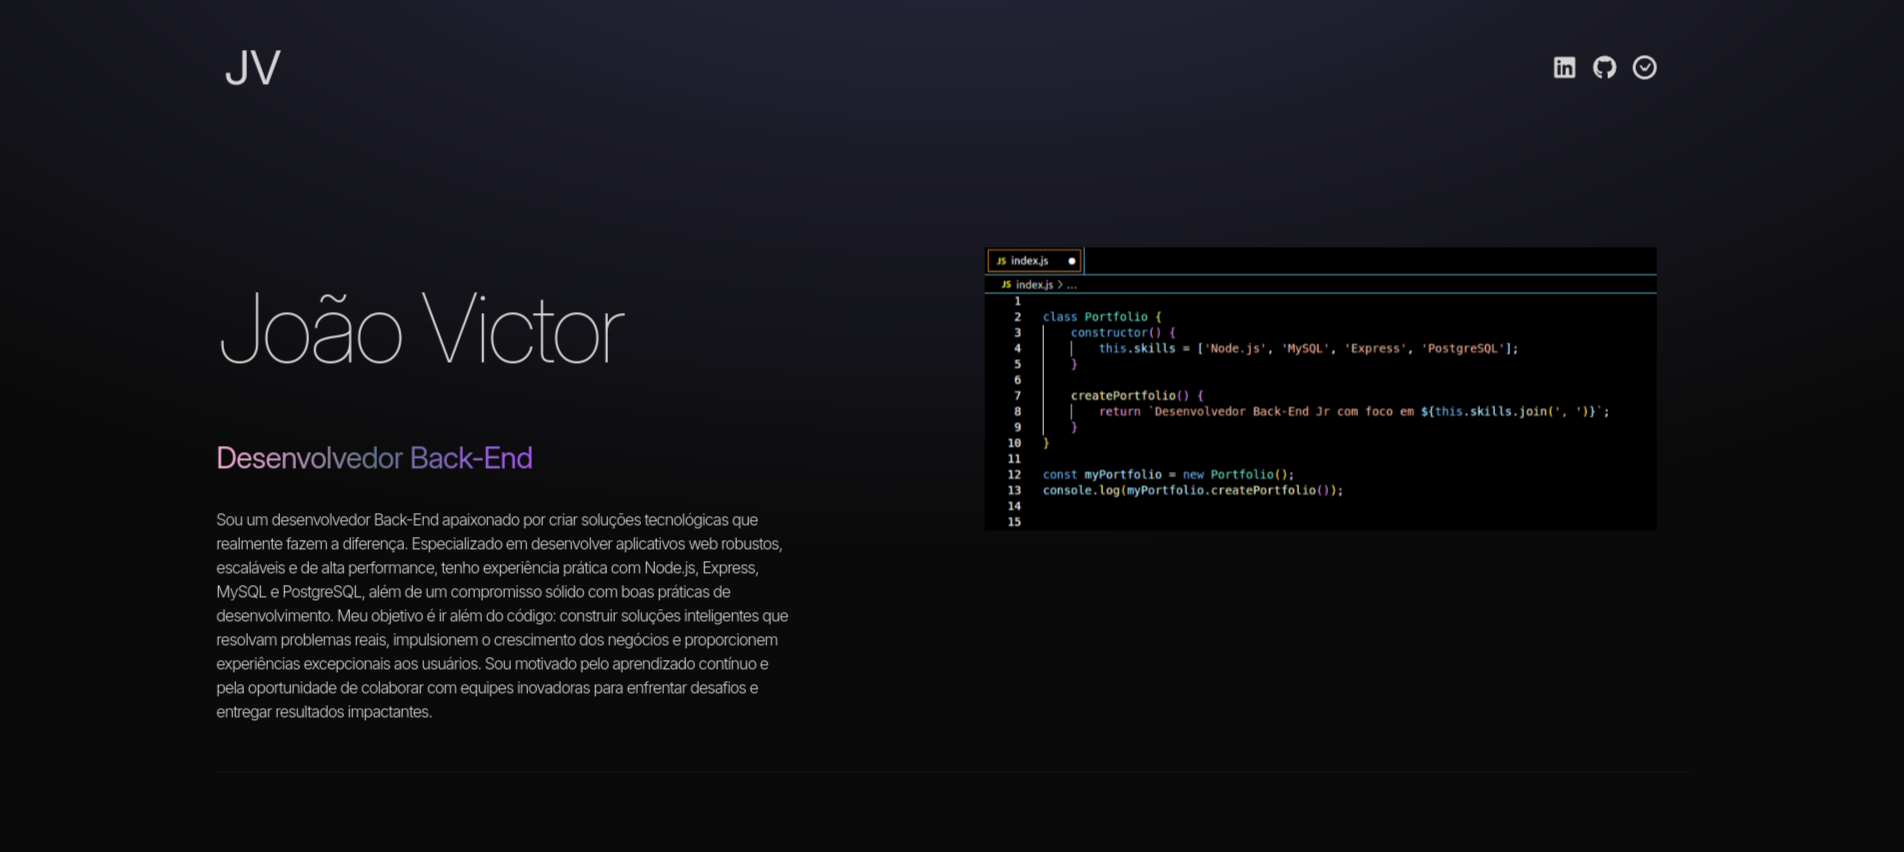 JV
João Victor
Desenvolvedor Back-End
Sou um desenvolvedor Back-End apaixonado por criar soluções tecnológicas que
realmente fazem a diferença. Especializado em desenvolver aplicativos web robustos,
escaláveis e de alta performance, tenho experiência prática com Node.js, Express,
MySQL e PostgreSQL, além de um compromisso sólido com boas práticas de
desenvolvimento. Meu objetivo é ir além do código: construir soluções inteligentes que
resolvam problemas reais, impulsionem o crescimento dos negócios e proporcionem
experiências excepcionais aos usuários. Sou motivado pelo aprendizado contínuo e
pela oportunidade de colaborar com equipes inovadoras para enfrentar desafios e
entregar resultados impactantes.
JS index.js
JS index.js > ...
1
2 class Portfolio {
3 constructor() {
4 this.skills = ['Node.js', 'MySQL', 'Express', 'PostgreSQL'];
5 }
6
7 createPortfolio() {
8 return `Desenvolvedor Back-End Jr com foco em ${this.skills.join(', ')}`;
9 }
10 }
11
12 const myPortfolio = new Portfolio();
13 console.log(myPortfolio.createPortfolio());
14
15